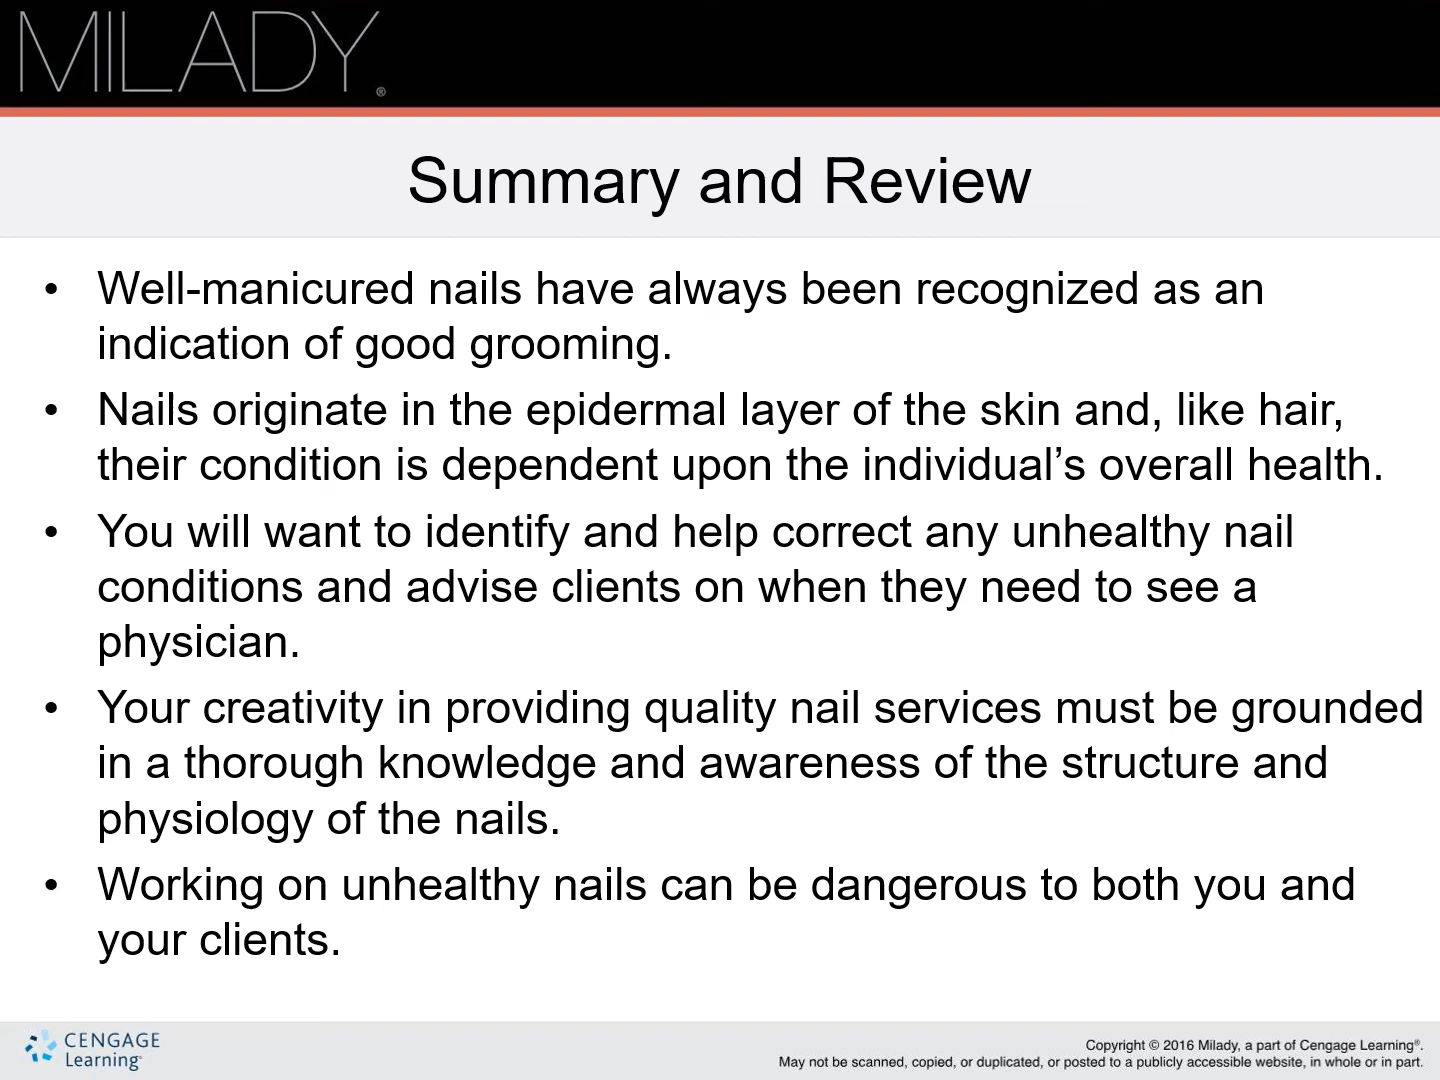 MILADY®
Summary and Review
• Well-manicured nails have always been recognized as an
indication of good grooming.
• Nails originate in the epidermal layer of the skin and, like hair,
their condition is dependent upon the individual’s overall health.
• You will want to identify and help correct any unhealthy nail
conditions and advise clients on when they need to see a
physician.
• Your creativity in providing quality nail services must be grounded
in a thorough knowledge and awareness of the structure and
physiology of the nails.
• Working on unhealthy nails can be dangerous to both you and
your clients.
CENGAGE
Learning
Copyright © 2016 Milady, a part of Cengage Learning®.
May not be scanned, copied, or duplicated, or posted to a publicly accessible website, in whole or in part.